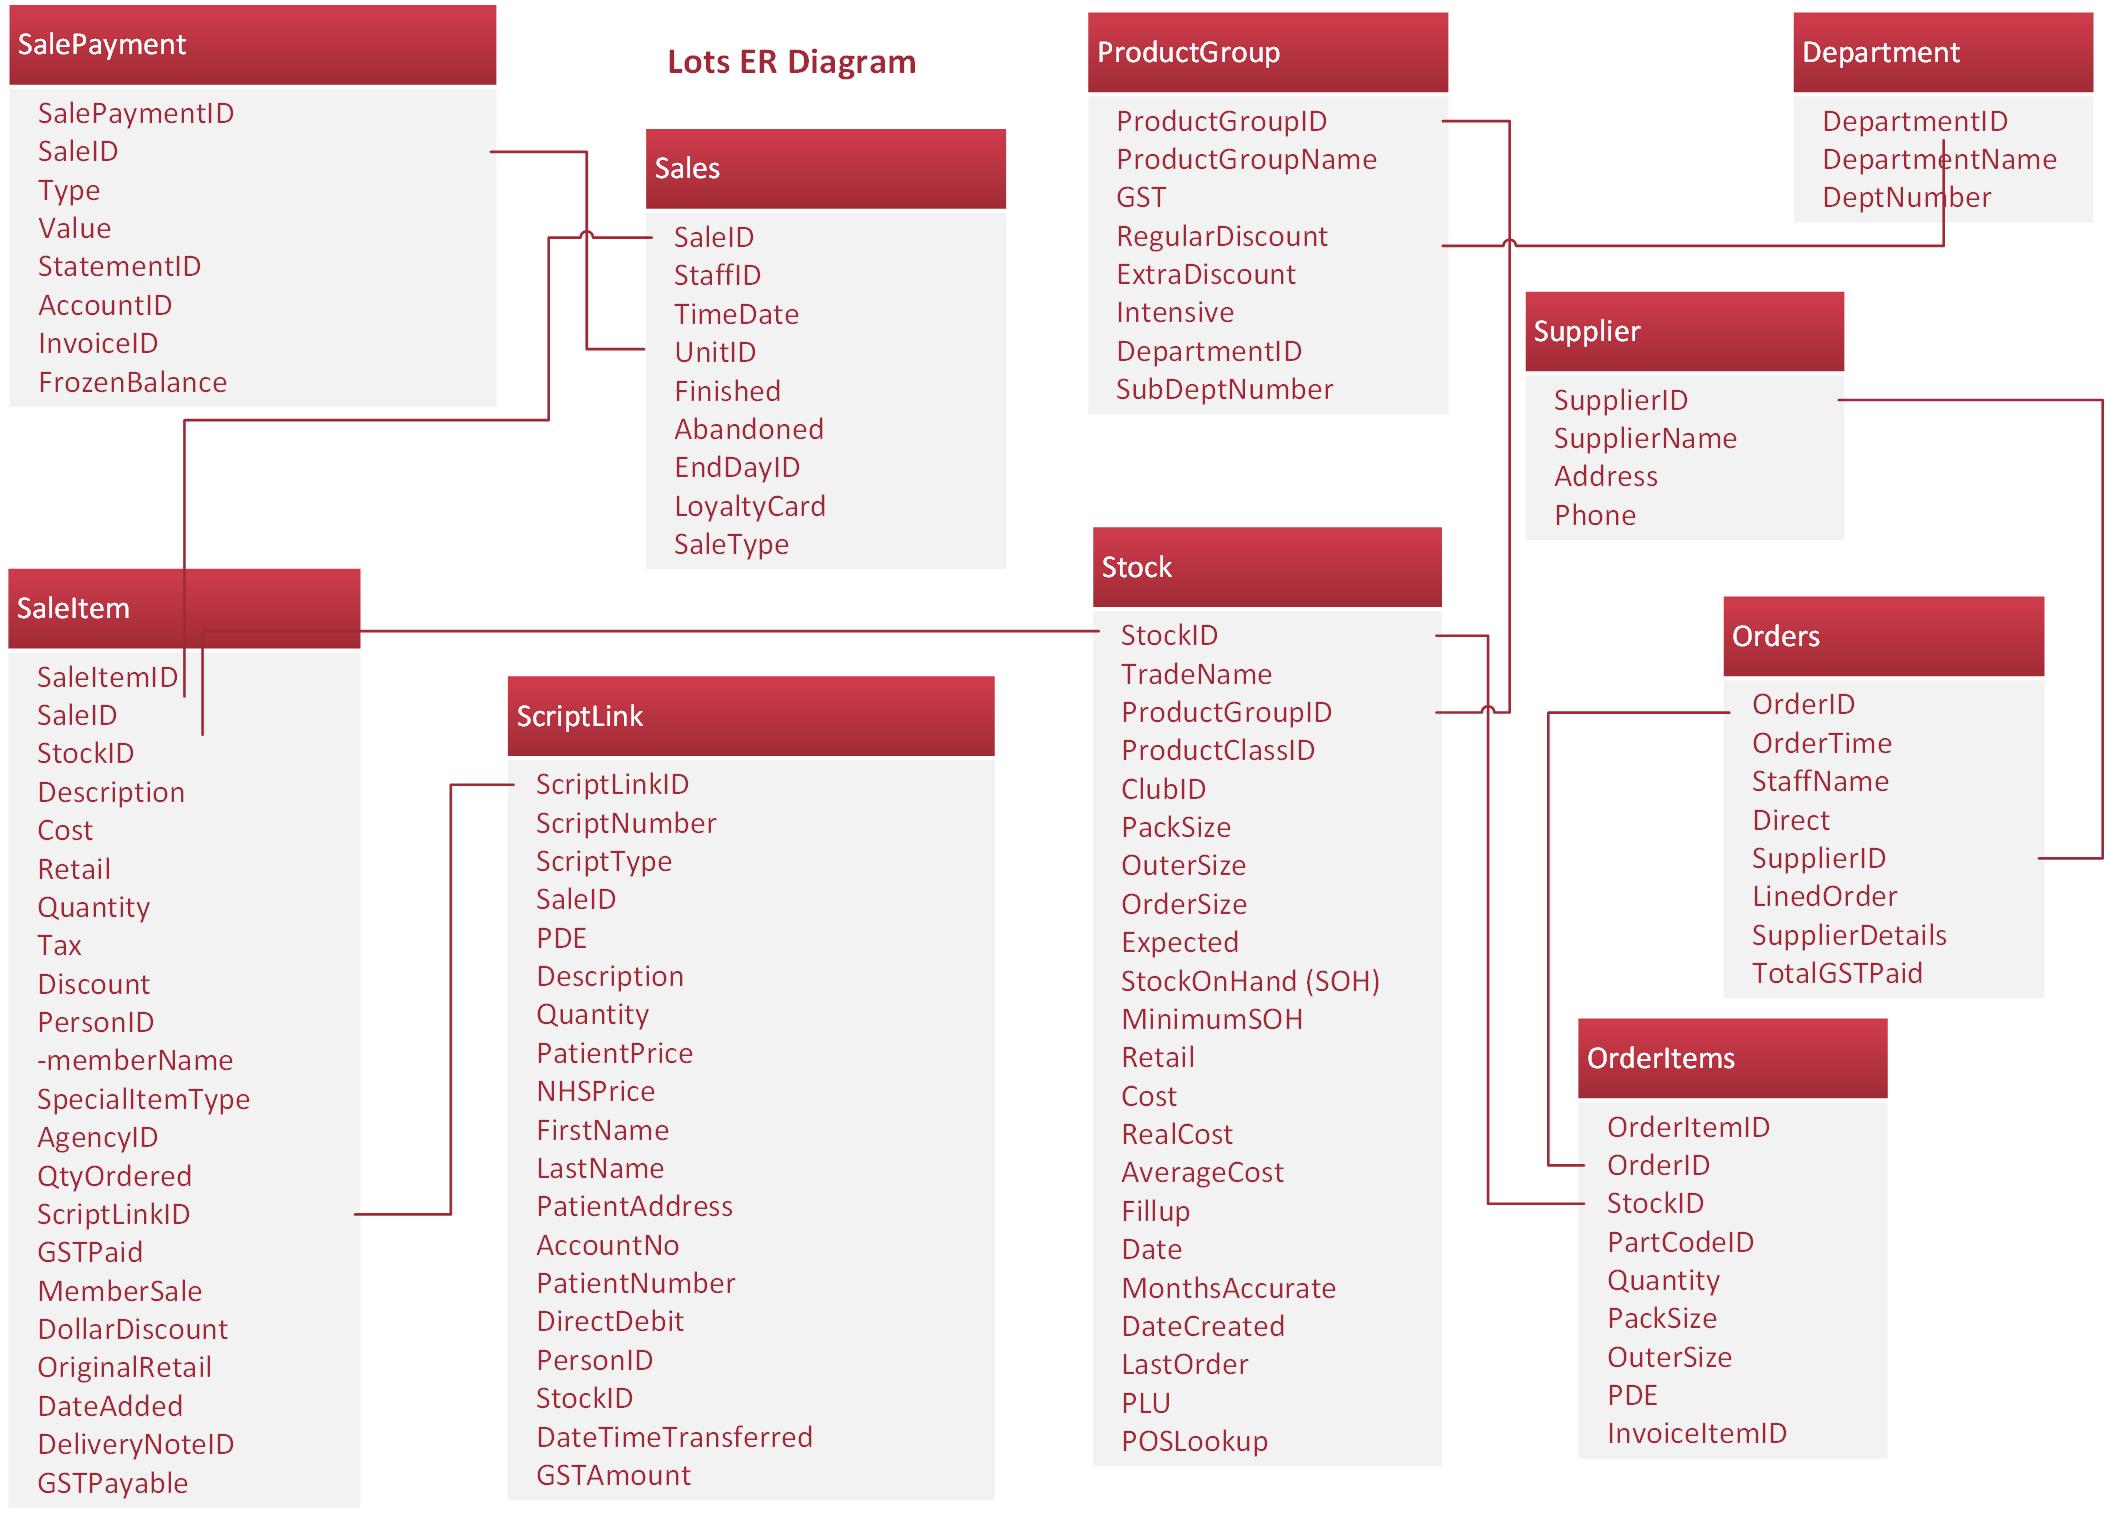 Lots ER Diagram
SalePayment
SalePaymentID
SaleID
Type
Value
StatementID
AccountID
InvoiceID
FrozenBalance
Sales
SaleID
StaffID
TimeDate
UnitID
Finished
Abandoned
EndDayID
LoyaltyCard
SaleType
ProductGroup
ProductGroupID
ProductGroupName
GST
RegularDiscount
ExtraDiscount
Intensive
DepartmentID
SubDeptNumber
Department
DepartmentID
DepartmentName
DeptNumber
Supplier
SupplierID
SupplierName
Address
Phone
SaleItem
SaleItemID
SaleID
StockID
Description
Cost
Retail
Quantity
Tax
Discount
PersonID
-memberName
SpecialItemType
AgencyID
QtyOrdered
ScriptLinkID
GSTPaid
MemberSale
DollarDiscount
OriginalRetail
DateAdded
DeliveryNoteID
GSTPayable
ScriptLink
ScriptLinkID
ScriptNumber
ScriptType
SaleID
PDE
Description
Quantity
PatientPrice
NHSPrice
FirstName
LastName
PatientAddress
AccountNo
PatientNumber
DirectDebit
PersonID
StockID
DateTimeTransferred
GSTAmount
Stock
StockID
TradeName
ProductGroupID
ProductClassID
ClubID
PackSize
OuterSize
OrderSize
Expected
StockOnHand (SOH)
MinimumSOH
Retail
Cost
RealCost
AverageCost
Fillup
Date
MonthsAccurate
DateCreated
LastOrder
PLU
POSLookup
Orders
OrderID
OrderTime
StaffName
Direct
SupplierID
LinedOrder
SupplierDetails
TotalGSTPaid
OrderItems
OrderItemID
OrderID
StockID
PartCodeID
Quantity
PackSize
OuterSize
PDE
InvoiceItemID